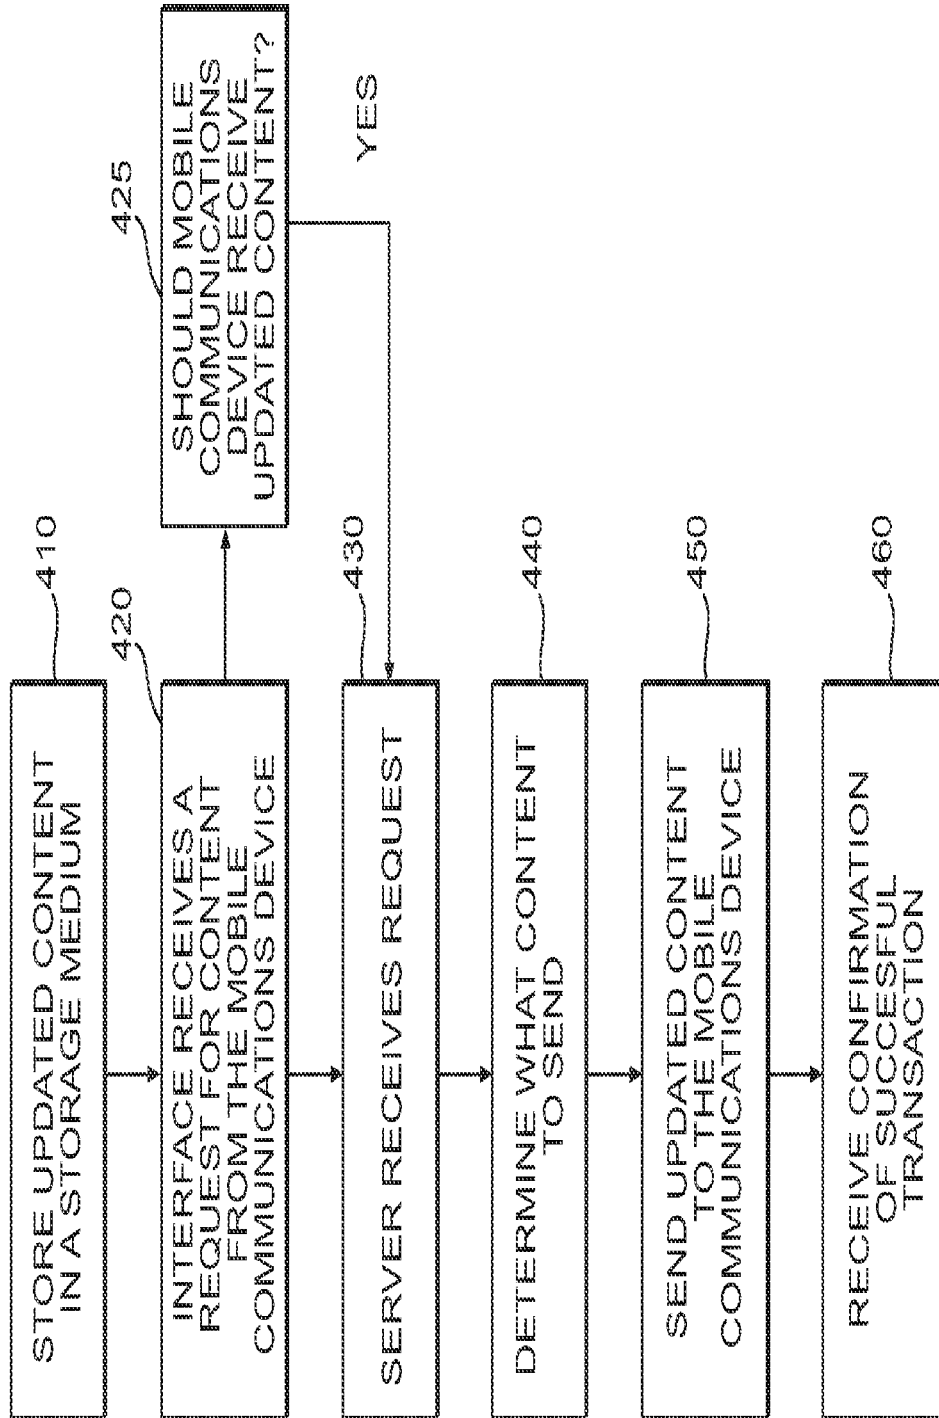 410
STORE UPDATED CONTENT
IN A STORAGE MEDIUM
420
INTERFACE RECEIVES A
REQUEST FOR CONTENT
FROM THE MOBILE
COMMUNICATIONS DEVICE
425
SHOULD MOBILE
COMMUNICATIONS
DEVICE RECEIVE
UPDATED CONTENT?
YES
430
SERVER RECEIVES REQUEST
440
DETERMINE WHAT CONTENT
TO SEND
450
SEND UPDATED CONTENT
TO THE MOBILE
COMMUNICATIONS DEVICE
460
RECEIVE CONFIRMATION
OF SUCCESFUL
TRANSACTION